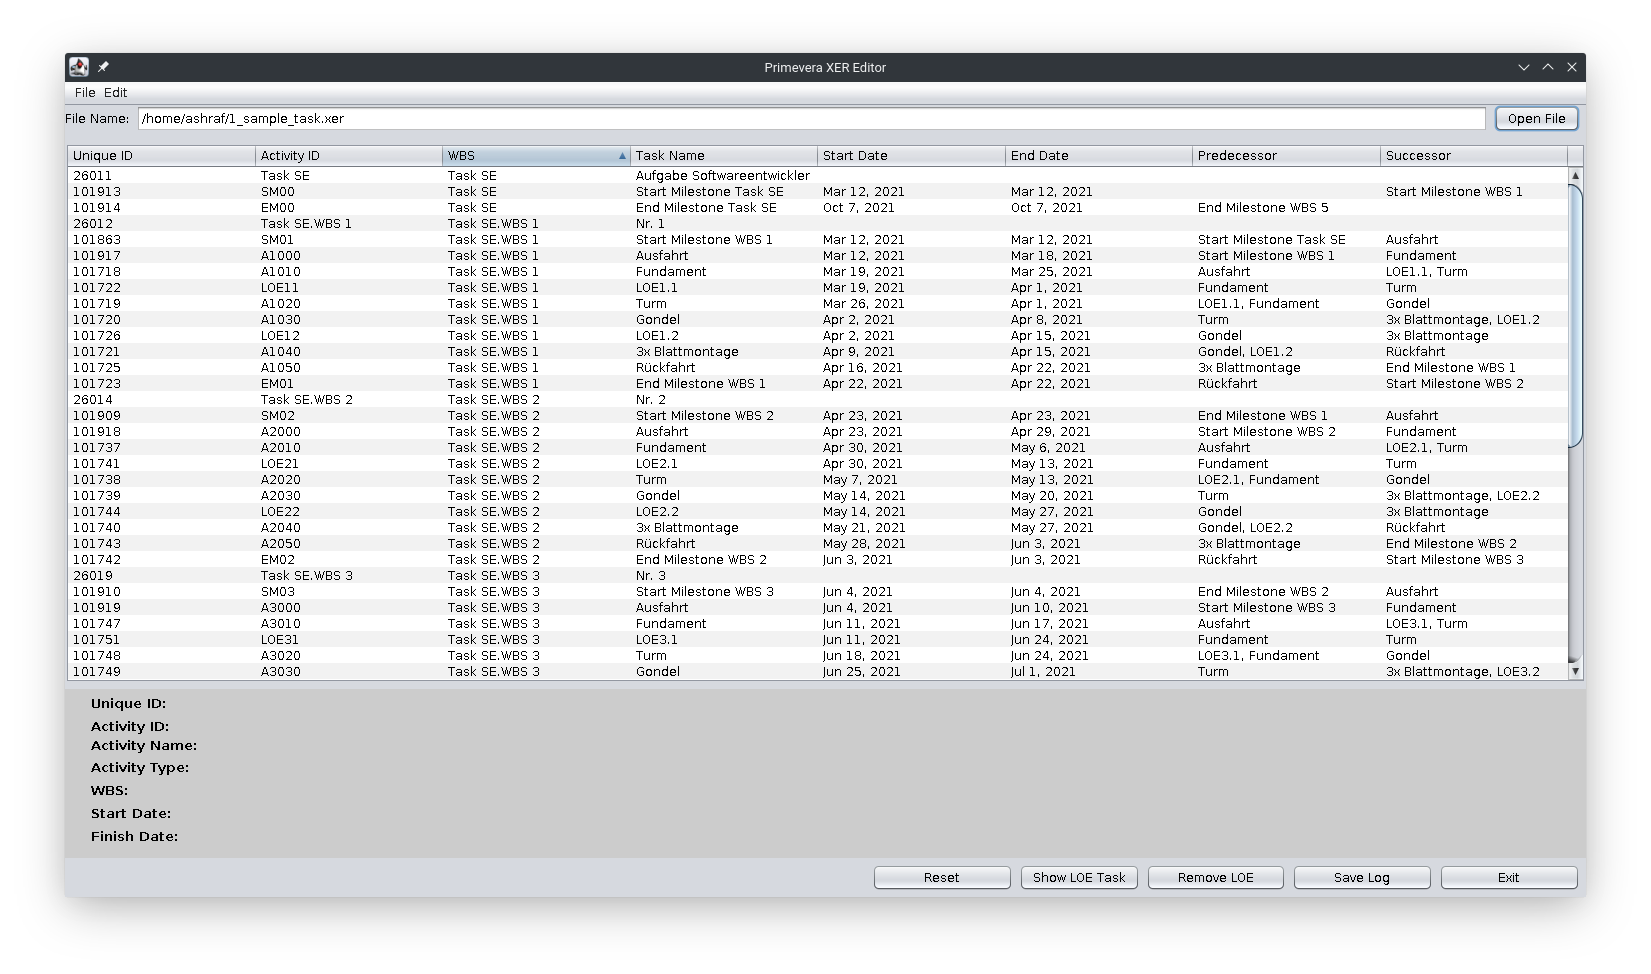 Primevera XER Editor
File Edit
File Name: /home/ashraf/1_sample_task.xer Open File
Unique ID Activity ID WBS Task Name Start Date End Date Predecessor Successor
26011 Task SE Task SE Aufgabe Softwareentwickler
101913 SM00 Task SE Start Milestone Task SE Mar 12, 2021 Mar 12, 2021 Start Milestone WBS 1
101914 EM00 Task SE End Milestone Task SE Oct 7, 2021 Oct 7, 2021 End Milestone WBS 5
26012 Task SE.WBS 1 Task SE.WBS 1 Nr. 1
101863 SM01 Task SE.WBS 1 Start Milestone WBS 1 Mar 12, 2021 Mar 12, 2021 Start Milestone Task SE Ausfahrt
101917 A1000 Task SE.WBS 1 Ausfahrt Mar 12, 2021 Mar 18, 2021 Start Milestone WBS 1 Fundament
101718 A1010 Task SE.WBS 1 Fundament Mar 19, 2021 Mar 25, 2021 Ausfahrt LOE1.1, Turm
101722 LOE11 Task SE.WBS 1 LOE1.1 Mar 19, 2021 Apr 1, 2021 Fundament Turm
101719 A1020 Task SE.WBS 1 Turm Mar 26, 2021 Apr 1, 2021 LOE1.1, Fundament Gondel
101720 A1030 Task SE.WBS 1 Gondel Apr 2, 2021 Apr 8, 2021 Turm 3x Blattmontage, LOE1.2
101726 LOE12 Task SE.WBS 1 LOE1.2 Apr 2, 2021 Apr 15, 2021 Gondel 3x Blattmontage
101721 A1040 Task SE.WBS 1 3x Blattmontage Apr 9, 2021 Apr 15, 2021 Gondel, LOE1.2 Rückfahrt
101725 A1050 Task SE.WBS 1 Rückfahrt Apr 16, 2021 Apr 22, 2021 3x Blattmontage End Milestone WBS 1
101723 EM01 Task SE.WBS 1 End Milestone WBS 1 Apr 22, 2021 Apr 22, 2021 Rückfahrt Start Milestone WBS 2
26014 Task SE.WBS 2 Task SE.WBS 2 Nr. 2
101909 SM02 Task SE.WBS 2 Start Milestone WBS 2 Apr 23, 2021 Apr 23, 2021 End Milestone WBS 1 Ausfahrt
101918 A2000 Task SE.WBS 2 Ausfahrt Apr 23, 2021 Apr 29, 2021 Start Milestone WBS 2 Fundament
101737 A2010 Task SE.WBS 2 Fundament Apr 30, 2021 May 6, 2021 Ausfahrt LOE2.1, Turm
101741 LOE21 Task SE.WBS 2 LOE2.1 Apr 30, 2021 May 13, 2021 Fundament Turm
101738 A2020 Task SE.WBS 2 Turm May 7, 2021 May 13, 2021 LOE2.1, Fundament Gondel
101739 A2030 Task SE.WBS 2 Gondel May 14, 2021 May 20, 2021 Turm 3x Blattmontage, LOE2.2
101744 LOE22 Task SE.WBS 2 LOE2.2 May 14, 2021 May 27, 2021 Gondel 3x Blattmontage
101740 A2040 Task SE.WBS 2 3x Blattmontage May 21, 2021 May 27, 2021 Gondel, LOE2.2 Rückfahrt
101743 A2050 Task SE.WBS 2 Rückfahrt May 28, 2021 Jun 3, 2021 3x Blattmontage End Milestone WBS 2
101742 EM02 Task SE.WBS 2 End Milestone WBS 2 Jun 3, 2021 Jun 3, 2021 Rückfahrt Start Milestone WBS 3
26019 Task SE.WBS 3 Task SE.WBS 3 Nr. 3
101910 SM03 Task SE.WBS 3 Start Milestone WBS 3 Jun 4, 2021 Jun 4, 2021 End Milestone WBS 2 Ausfahrt
101919 A3000 Task SE.WBS 3 Ausfahrt Jun 4, 2021 Jun 10, 2021 Start Milestone WBS 3 Fundament
101747 A3010 Task SE.WBS 3 Fundament Jun 11, 2021 Jun 17, 2021 Ausfahrt LOE3.1, Turm
101751 LOE31 Task SE.WBS 3 LOE3.1 Jun 11, 2021 Jun 24, 2021 Fundament Turm
101748 A3020 Task SE.WBS 3 Turm Jun 18, 2021 Jun 24, 2021 LOE3.1, Fundament Gondel
101749 A3030 Task SE.WBS 3 Gondel Jun 25, 2021 Jul 1, 2021 Turm 3x Blattmontage, LOE3.2
Unique ID:
Activity ID:
Activity Name:
Activity Type:
WBS:
Start Date:
Finish Date:
Reset Show LOE Task Remove LOE Save Log Exit